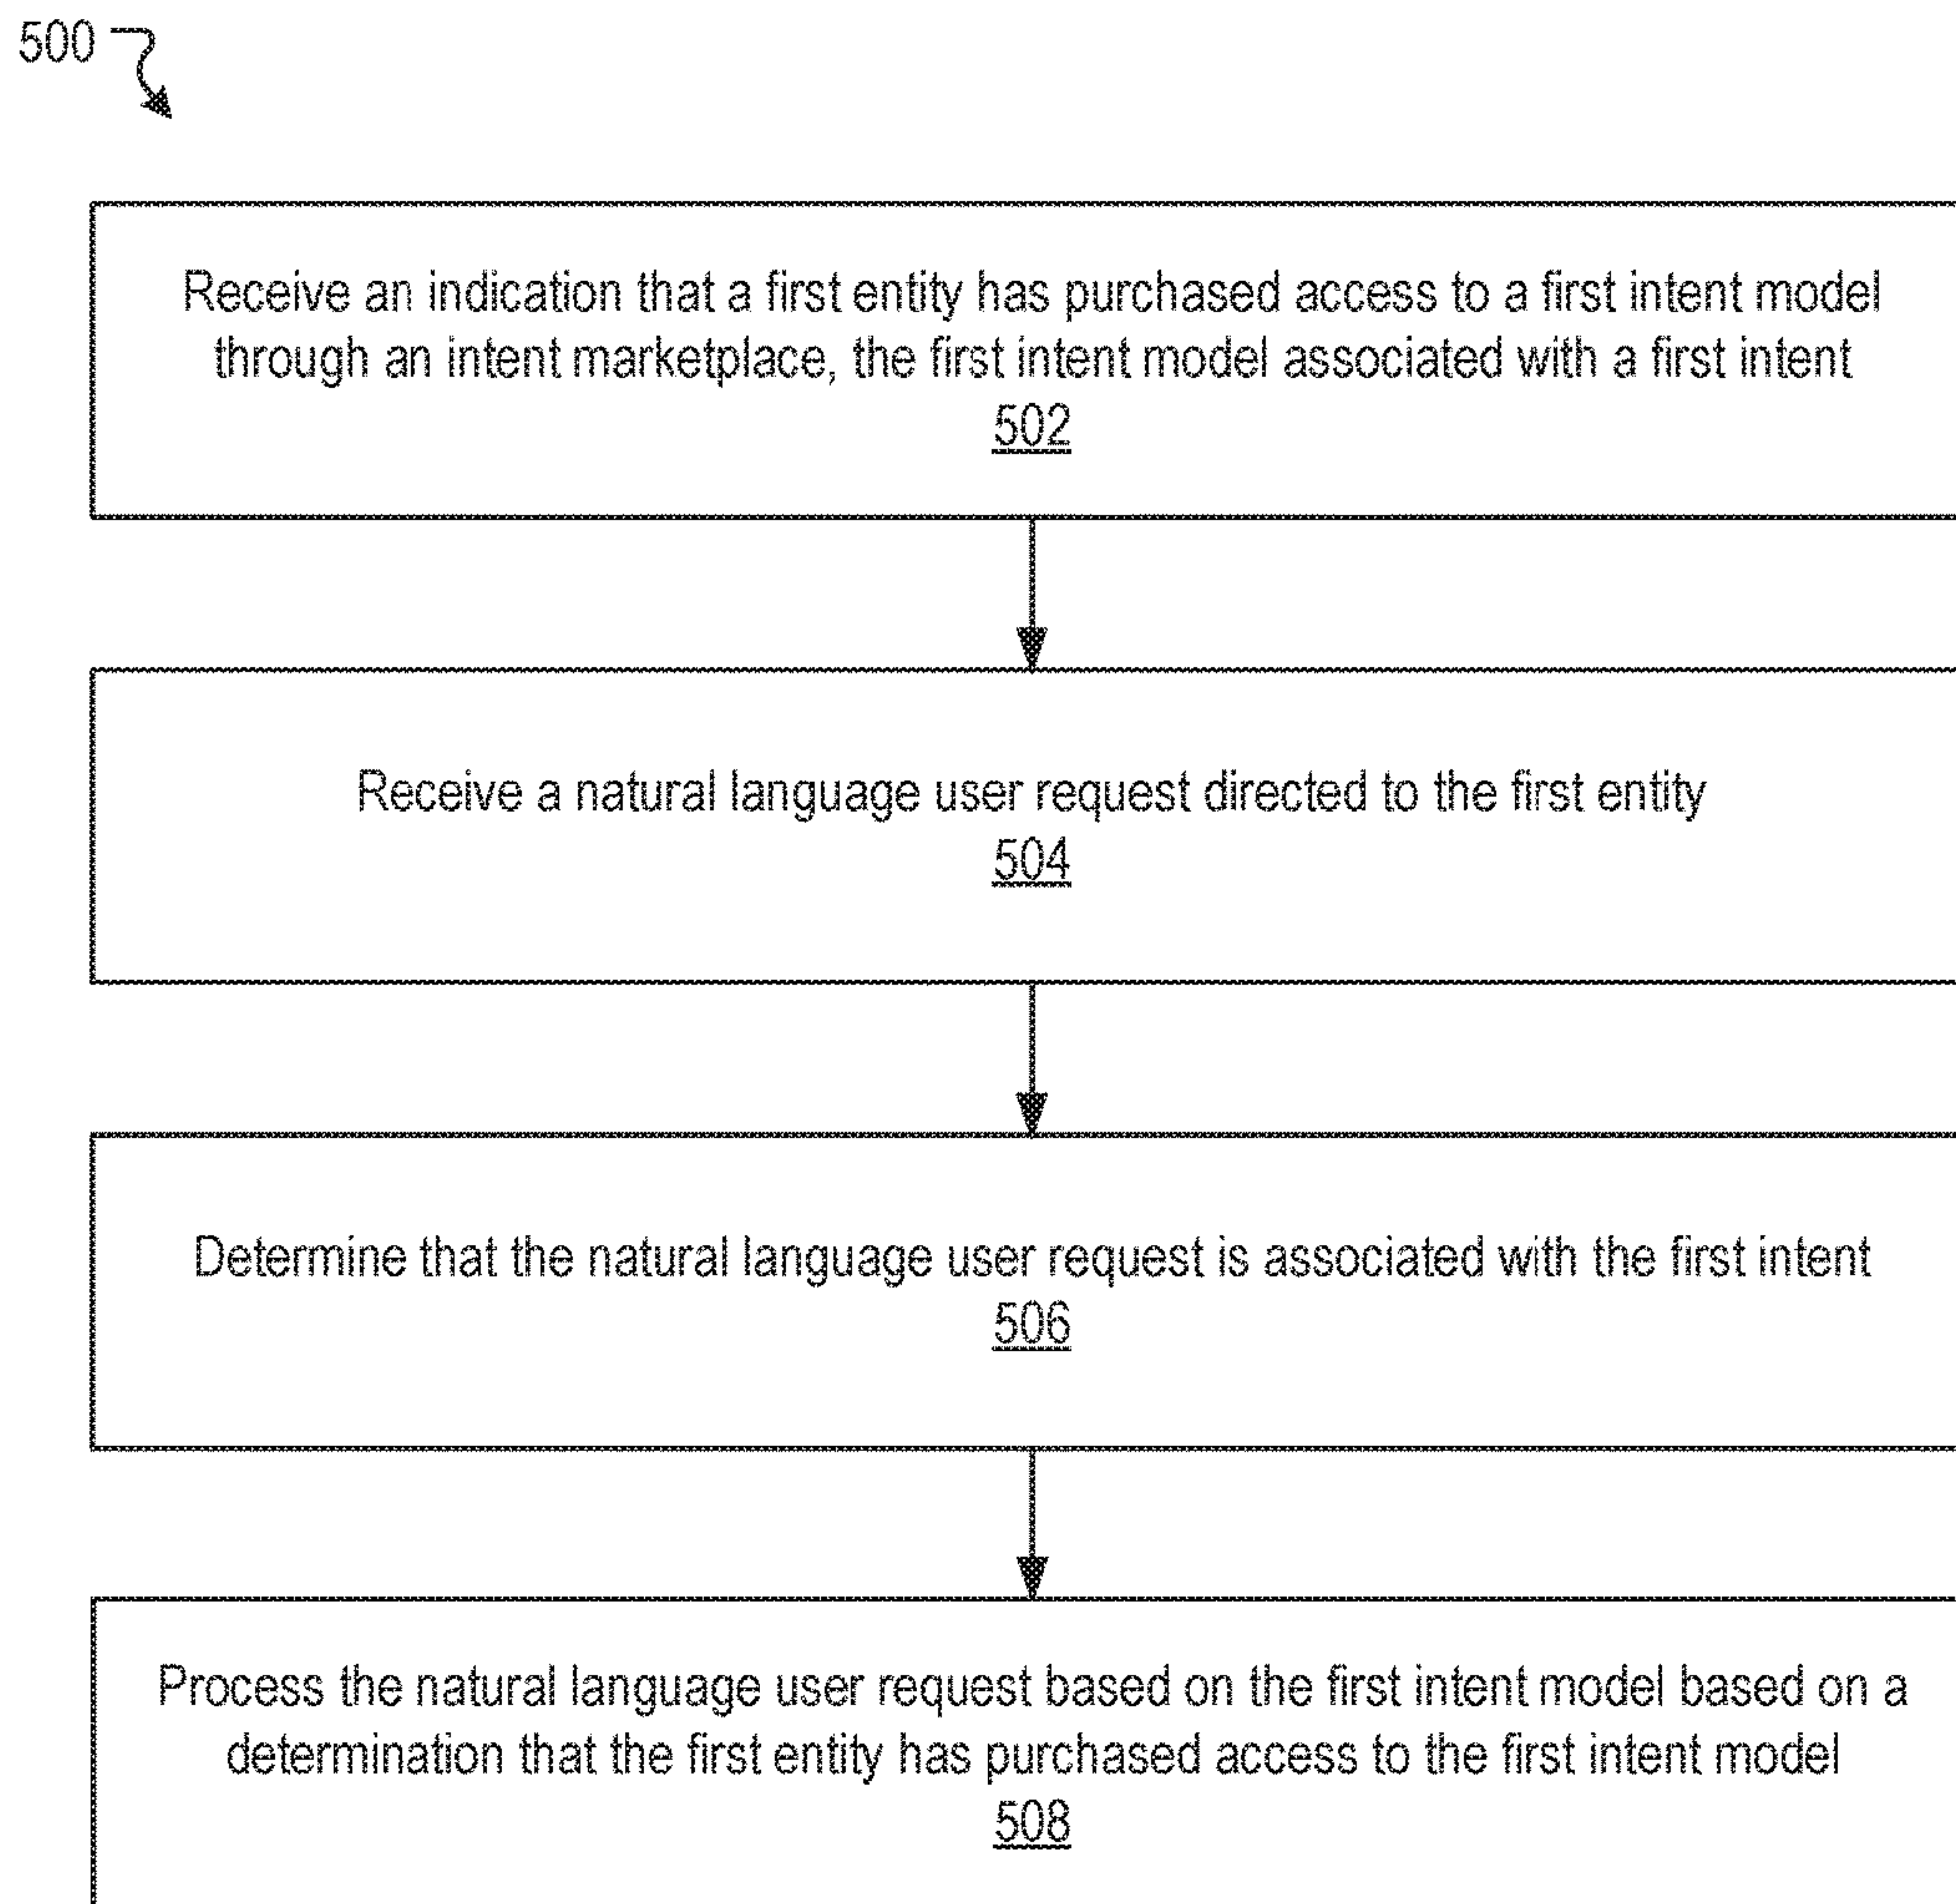 500
Receive an indication that a first entity has purchased access to a first intent model
through an intent marketplace, the first intent model associated with a first intent
502
Receive a natural language user request directed to the first entity
504
Determine that the natural language user request is associated with the first intent
506
Process the natural language user request based on the first intent model based on a
determination that the first entity has purchased access to the first intent model
508